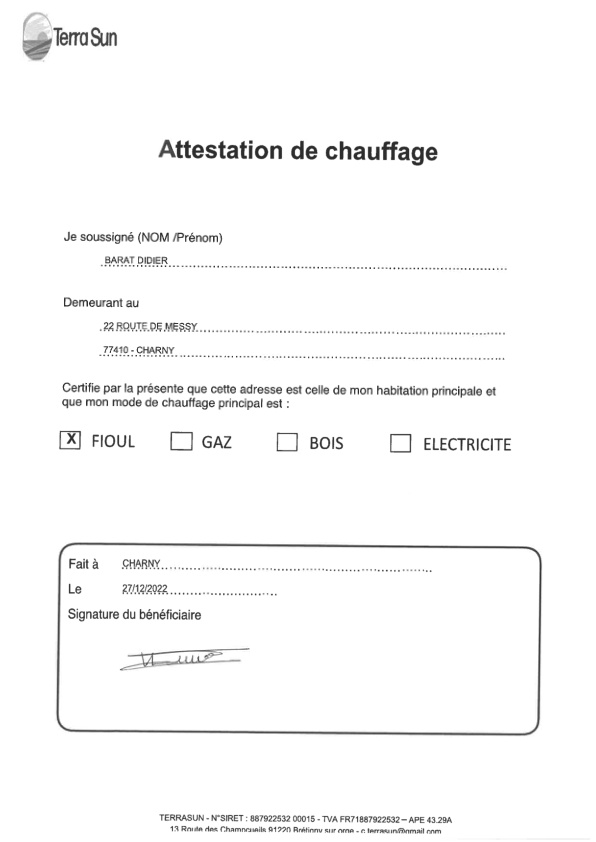 Terra Sun
Attestation de chauffage
Je soussigné (NOM /Prénom)
BARAT DIDIER
Demeurant au
22 ROUTE DE MESSY
77410 - CHARNY
Certifie par la présente que cette adresse est celle de mon habitation principale et
que mon mode de chauffage principal est :
X FIOUL GAZ BOIS ELECTRICITE
Fait à CHARNY
Le 27/12/2022
Signature du bénéficiaire
TERRASUN - N°SIRET : 887922532 00015 - TVA FR71887922532 – APE 43.29A
13 Route des Champcueils 91220 Brétigny sur orge - c.terrasun@gmail.com